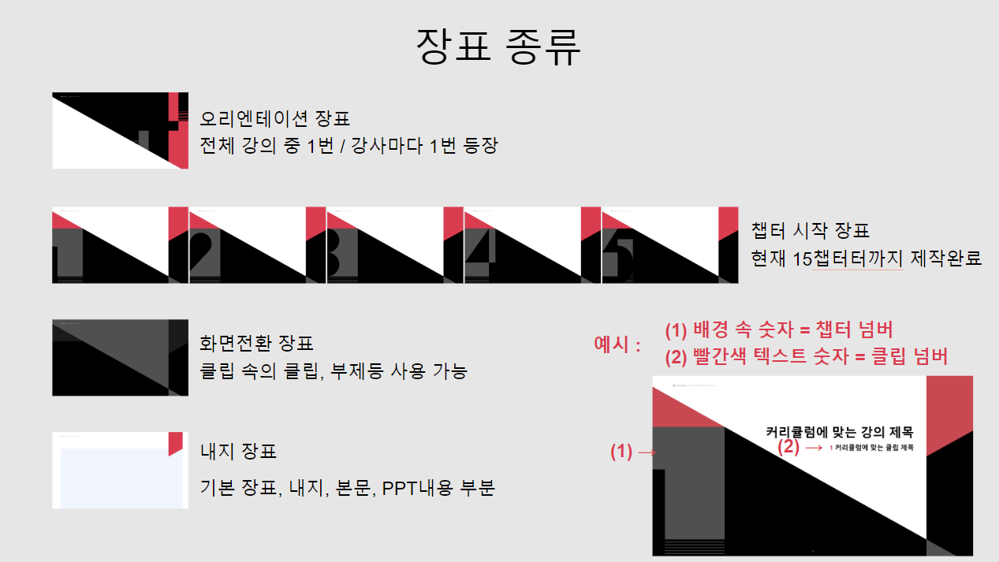 장표 종류
오리엔테이션 장표
전체 강의 중 1번 / 강사마다 1번 등장
1
2
3
4
5
챕터 시작 장표
현재 15챕터터까지 제작완료
화면전환 장표
클립 속의 클립, 부제등 사용 가능
내지 장표
기본 장표, 내지, 본문, PPT내용 부분
예시 :
(1) 배경 속 숫자 = 챕터 넘버
(2) 빨간색 텍스트 숫자 = 클립 넘버
커리큘럼에 맞는 강의 제목
(2) → 1 커리큘럼에 맞는 클립 제목
(1) →
1